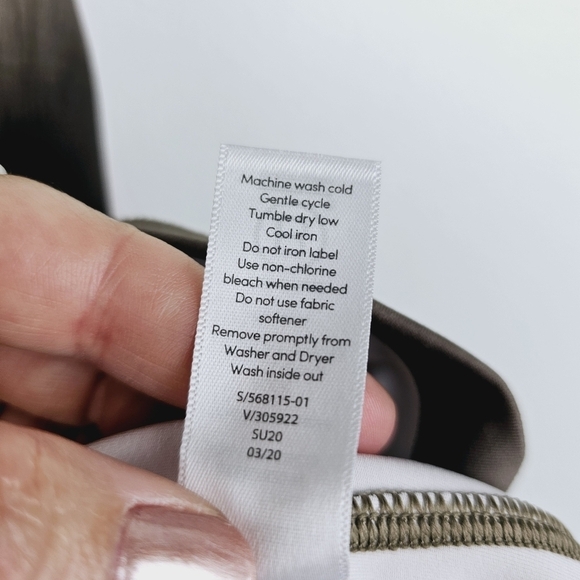 Machine wash cold
Gentle cycle
Tumble dry low
Cool iron
Do not iron label
Use non-chlorine
bleach when needed
Do not use fabric
softener
Remove promptly from
Washer and Dryer
Wash inside out
S/568115-01
V/305922
SU20
03/20